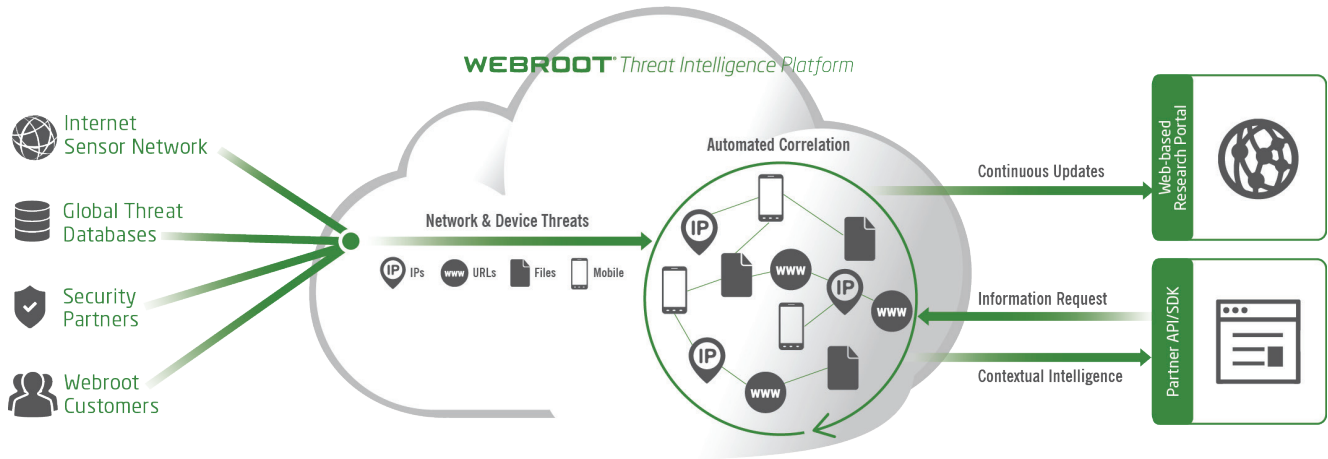 WEBROOT® Threat Intelligence Platform
Internet
Sensor Network
Global Threat
Databases
Security
Partners
Webroot
Customers
Network & Device Threats
IP IPs
www URLs
Files
Mobile
Automated Correlation
IP
www
IP
www
IP
www
Continuous Updates
Information Request
Contextual Intelligence
Web-based
Research Portal
Partner API/SDK